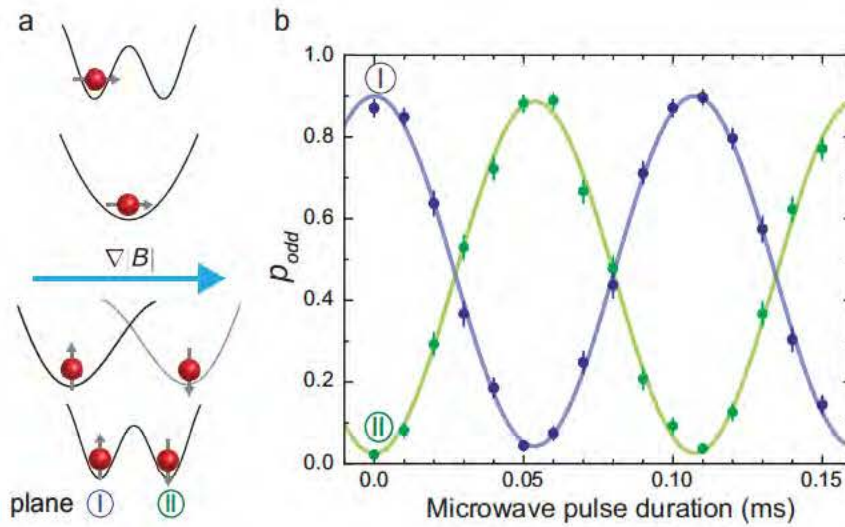 a
∇|B|
plane Ⓘ Ⅱ
b
1.0
0.8
0.6
0.4
0.2
0.0
p_odd
Ⓘ
Ⅱ
0.0 0.05 0.10 0.15
Microwave pulse duration (ms)